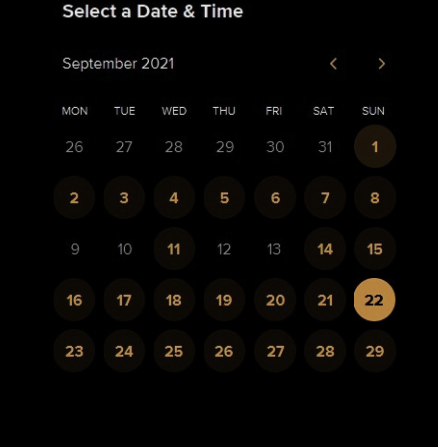 Select a Date & Time
September 2021
MON TUE WED THU FRI SAT SUN
26 27 28 29 30 31 1
2 3 4 5 6 7 8
9 10 11 12 13 14 15
16 17 18 19 20 21 22
23 24 25 26 27 28 29